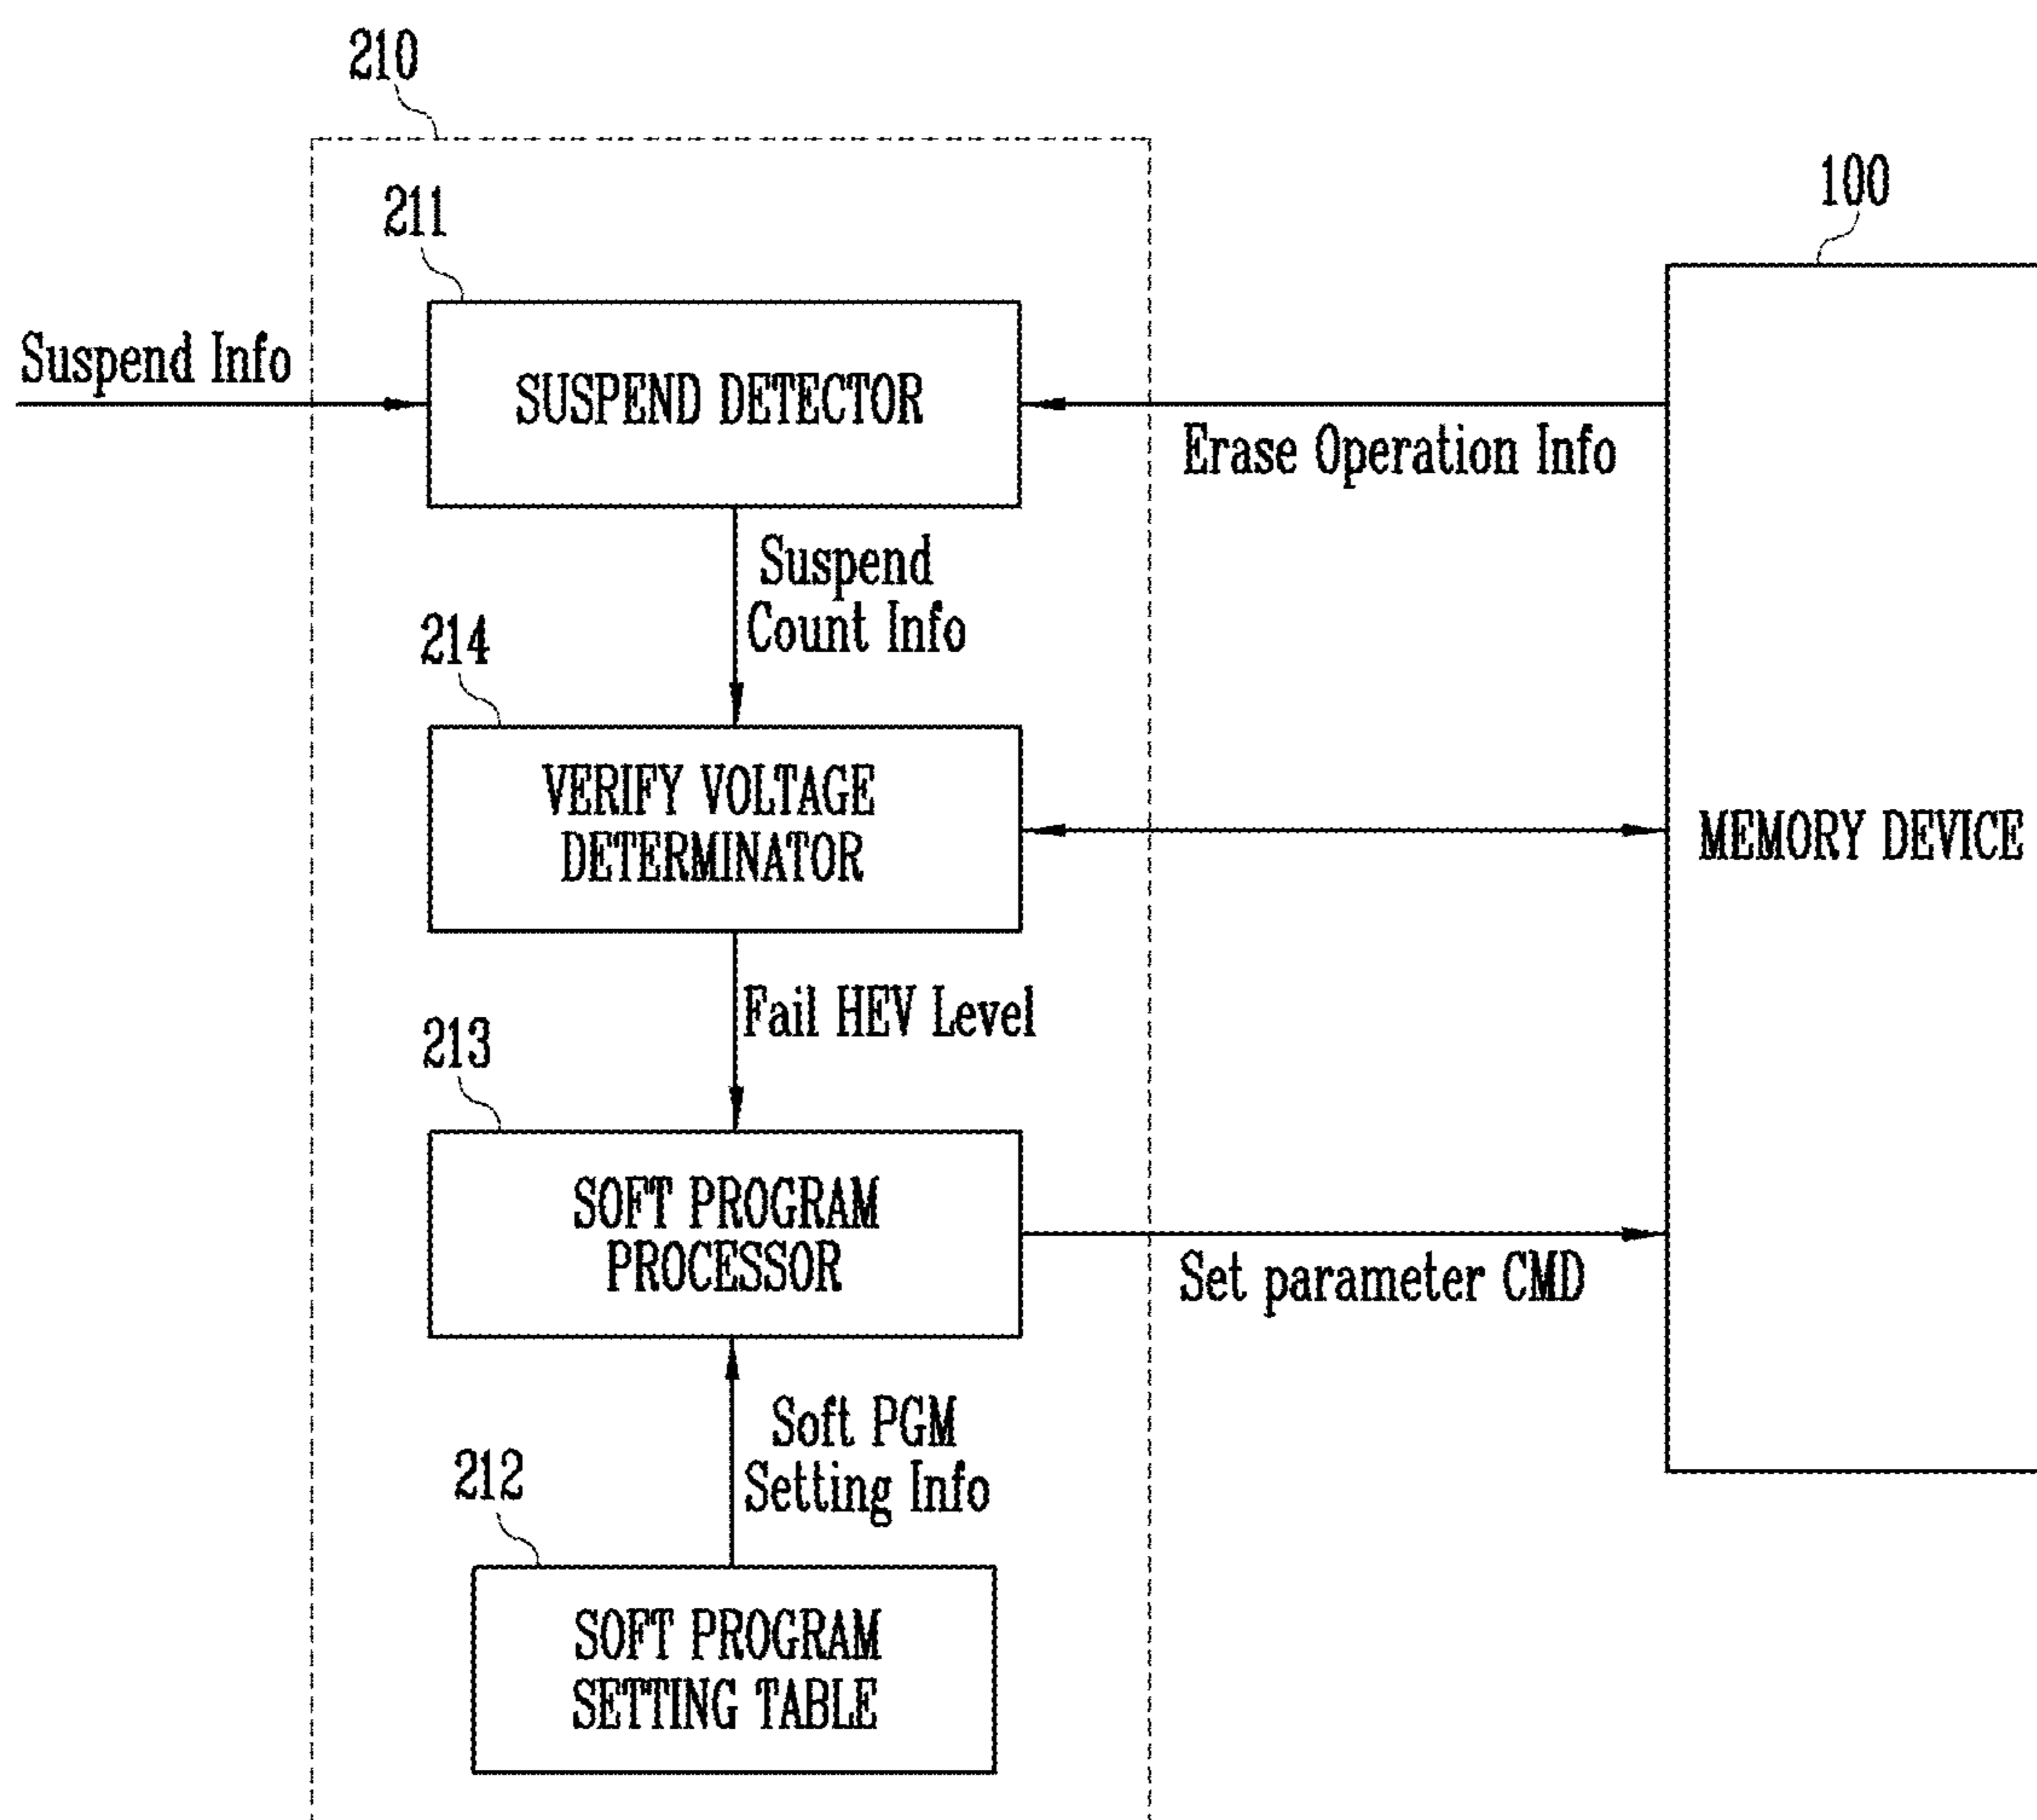 210
100
211
Suspend Info
SUSPEND DETECTOR
Erase Operation Info
Suspend
Count Info
214
VERIFY VOLTAGE
DETERMINATOR
MEMORY DEVICE
Fail HEV Level
213
SOFT PROGRAM
PROCESSOR
Set parameter CMD
Soft PGM
Setting Info
212
SOFT PROGRAM
SETTING TABLE